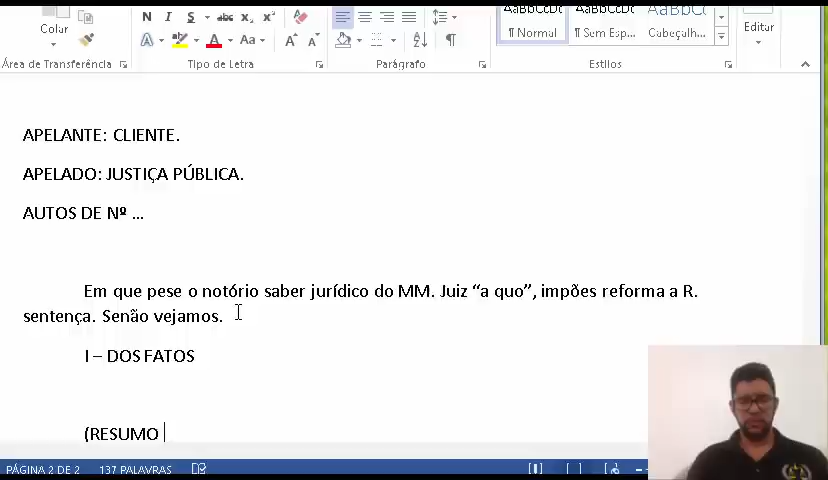 Colar
N I S abc x₂ x²
A A Aa A A
AaBbCcDc AaBbCcDc AaBbC
¶ Normal ¶ Sem Esp... Cabeçalh...
Editar
Área de Transferência Tipo de Letra Parágrafo Estilos
APELANTE: CLIENTE.
APELADO: JUSTIÇA PÚBLICA.
AUTOS DE Nº ...
Em que pese o notório saber jurídico do MM. Juiz “a quo”, impões reforma a R.
sentença. Senão vejamos.
I – DOS FATOS
(RESUMO
PÁGINA 2 DE 2 137 PALAVRAS